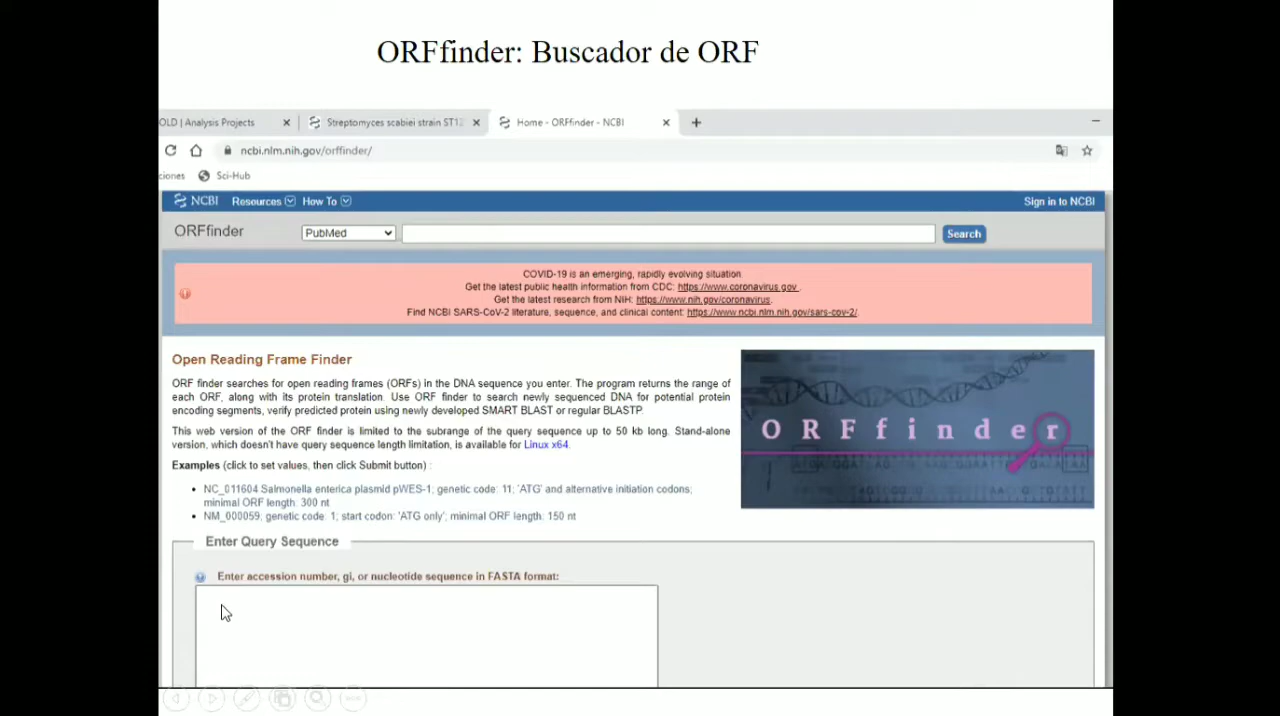 ORFfinder: Buscador de ORF
OLD | Analysis Projects
Streptomyces scabiei strain ST12
Home - ORFfinder - NCBI
ncbi.nlm.nih.gov/orffinder/
ciones
Sci-Hub
NCBI Resources How To
Sign in to NCBI
ORFfinder
PubMed
Search
COVID-19 is an emerging, rapidly evolving situation.
Get the latest public health information from CDC: https://www.coronavirus.gov .
Get the latest research from NIH: https://www.nih.gov/coronavirus.
Find NCBI SARS-CoV-2 literature, sequence, and clinical content: https://www.ncbi.nlm.nih.gov/sars-cov-2/.
Open Reading Frame Finder
ORF finder searches for open reading frames (ORFs) in the DNA sequence you enter. The program returns the range of
each ORF, along with its protein translation. Use ORF finder to search newly sequenced DNA for potential protein
encoding segments, verify predicted protein using newly developed SMART BLAST or regular BLASTP.
This web version of the ORF finder is limited to the subrange of the query sequence up to 50 kb long. Stand-alone
version, which doesn't have query sequence length limitation, is available for Linux x64.
Examples (click to set values, then click Submit button) :
NC_011604 Salmonella enterica plasmid pWES-1; genetic code: 11; 'ATG' and alternative initiation codons;
minimal ORF length: 300 nt
NM_000059; genetic code: 1; start codon: 'ATG only'; minimal ORF length: 150 nt
ORFfinder
Enter Query Sequence
Enter accession number, gi, or nucleotide sequence in FASTA format: